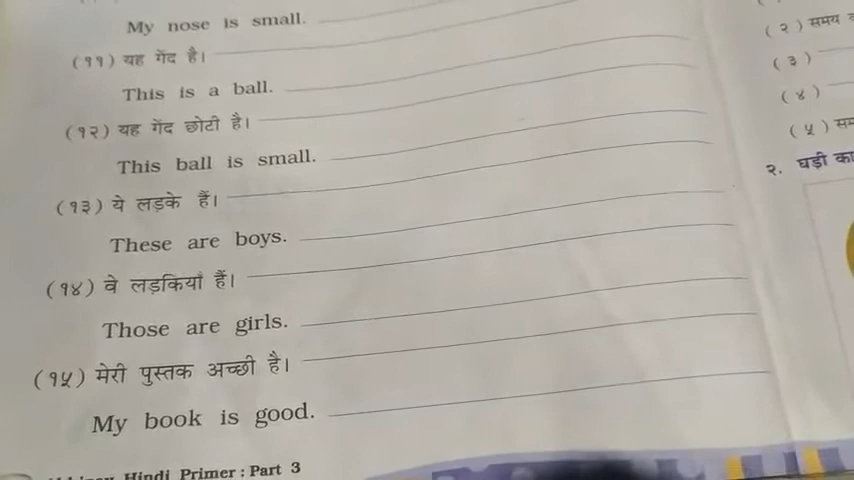 My nose is small.
(११) यह गेंद है।
This is a ball.
(१२) यह गेंद छोटी है।
This ball is small.
(१३) ये लड़के हैं।
These are boys.
(१४) वे लड़कियाँ हैं।
Those are girls.
(१५) मेरी पुस्तक अच्छी है।
My book is good.
Hindi Primer : Part 3
(२) समय
(३)
(४)
(५)
२. घड़ी का